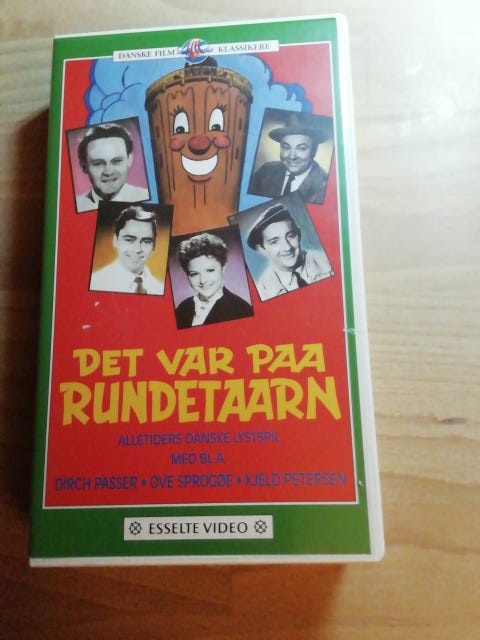 DANSKE FILM KLASSIKERE
DET VAR PAA
RUNDETAARN
ALLETIDERS DANSKE LYSTSPIL
MED BL.A.
DIRCH PASSER • OVE SPROGØE • KJELD PETERSEN
ESSELTE VIDEO